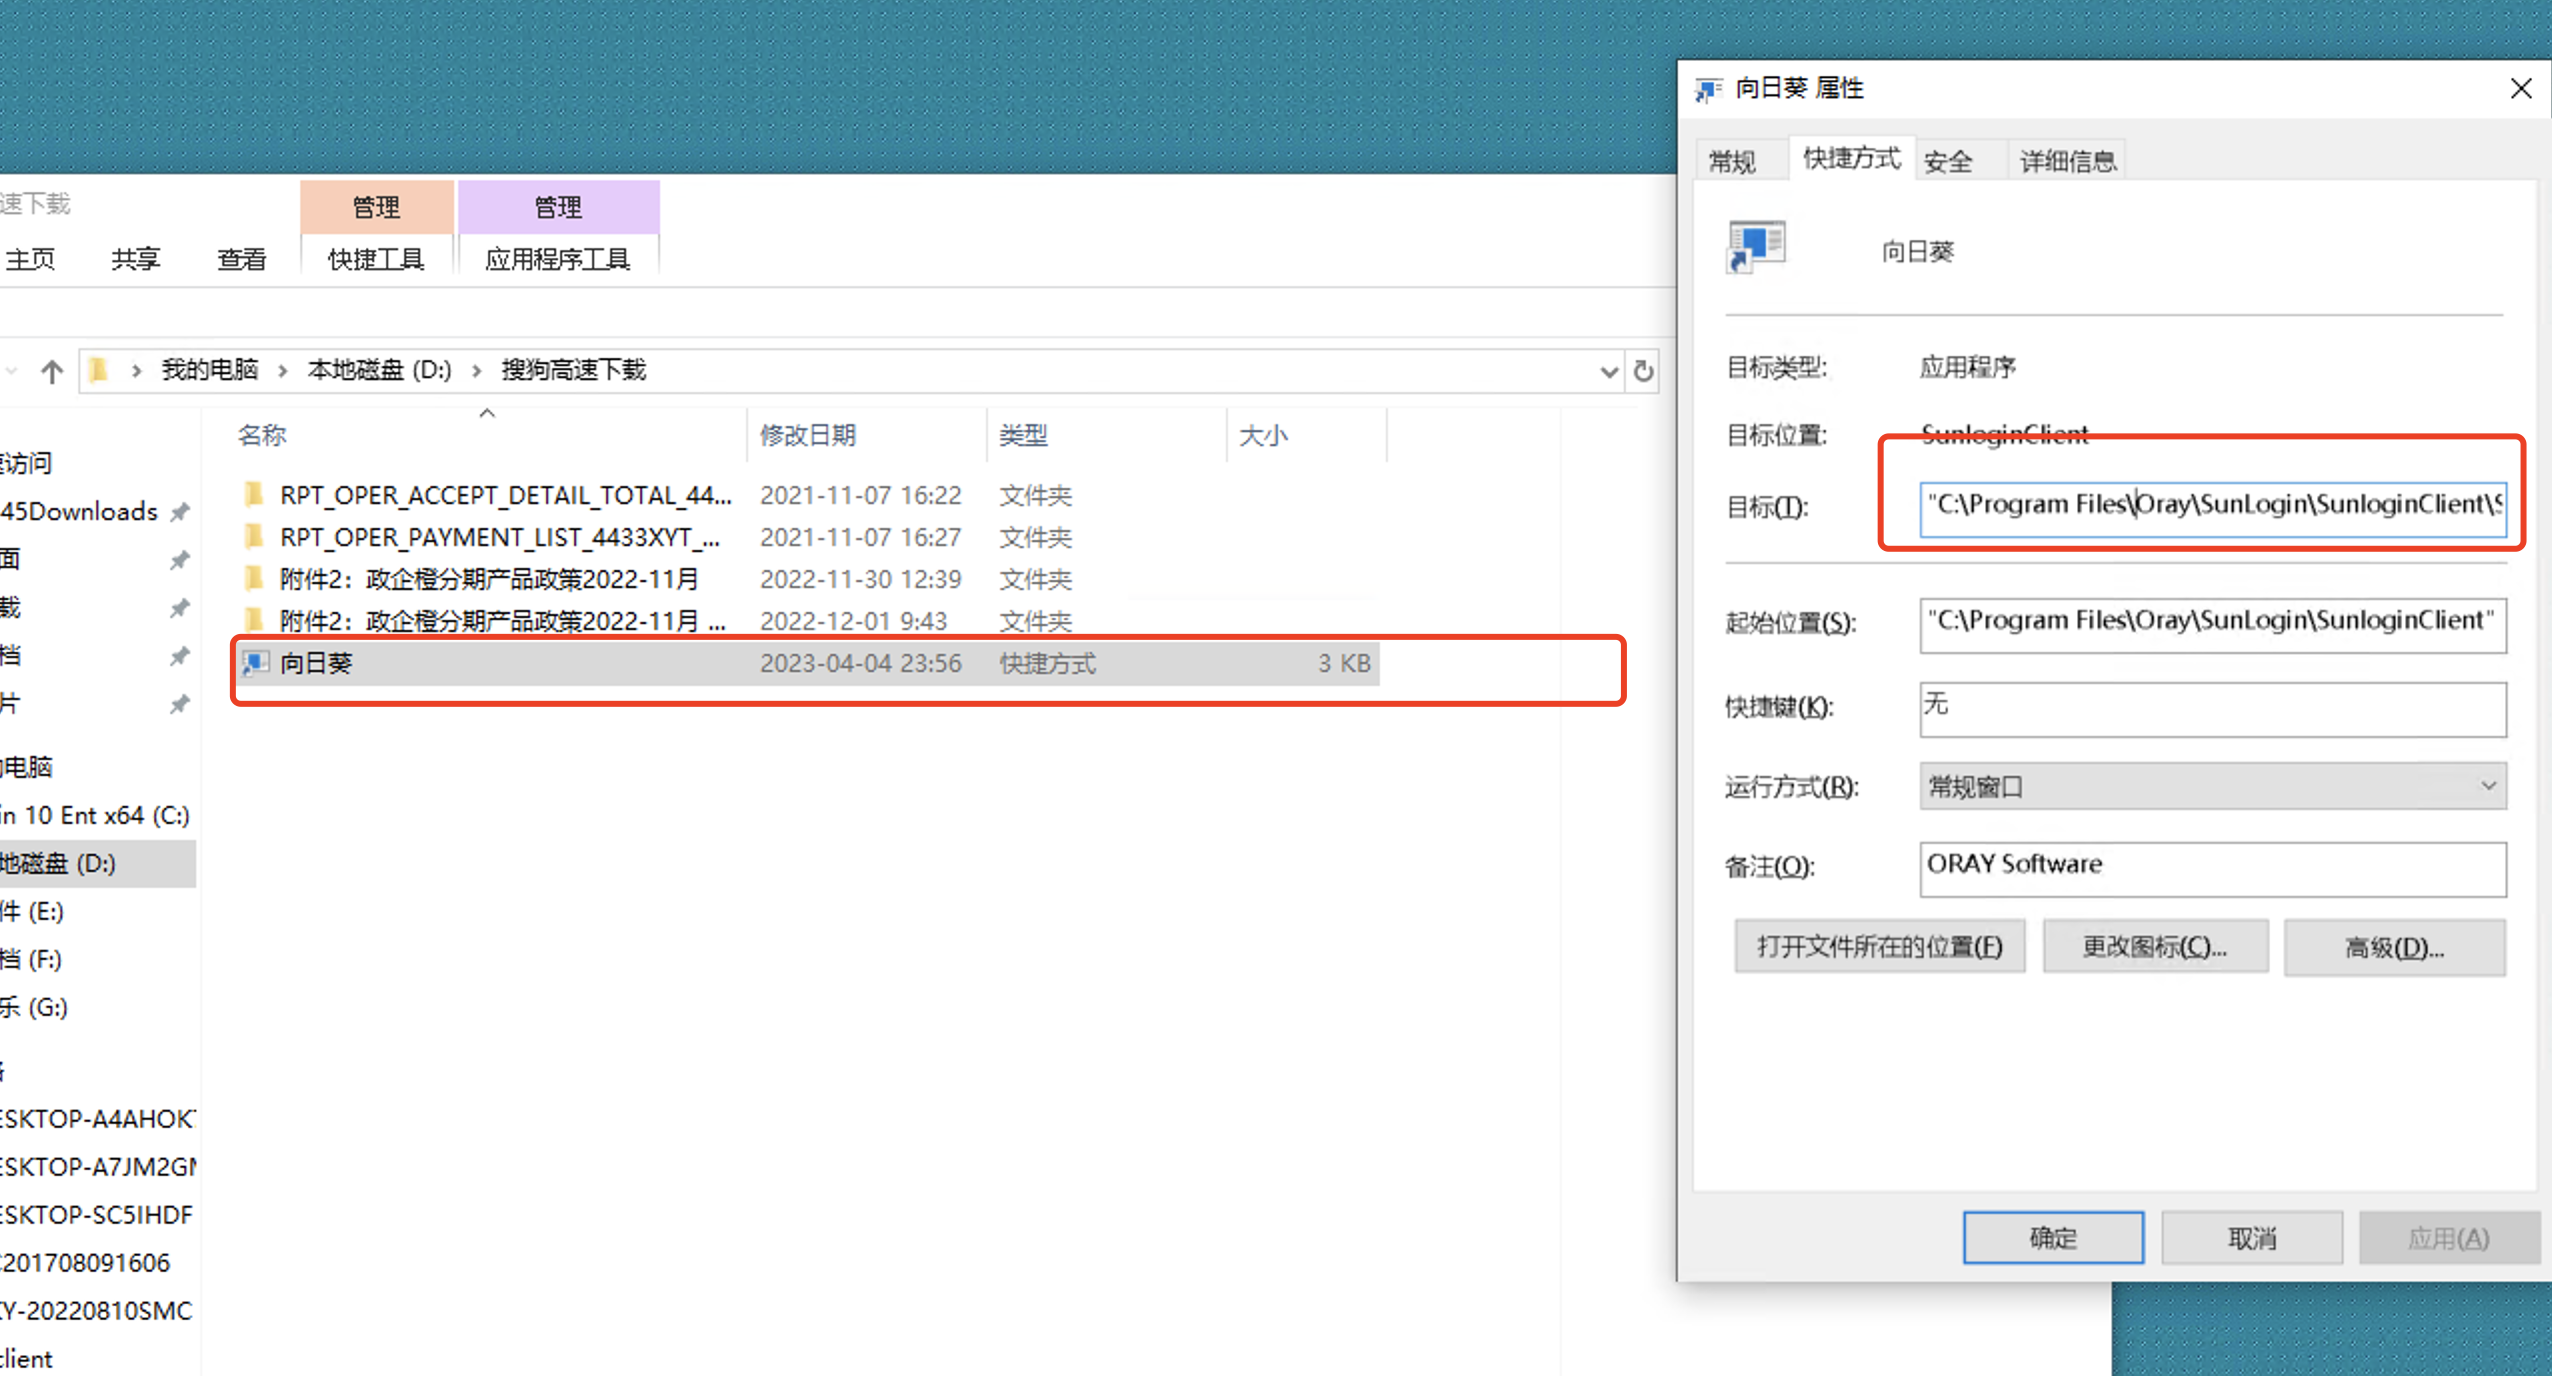 速下载
管理
管理
主页
共享
查看
快捷工具
应用程序工具
我的电脑 › 本地磁盘 (D:) › 搜狗高速下载
名称
修改日期
类型
大小
RPT_OPER_ACCEPT_DETAIL_TOTAL_44...
2021-11-07 16:22
文件夹
RPT_OPER_PAYMENT_LIST_4433XYT_...
2021-11-07 16:27
文件夹
附件2：政企橙分期产品政策2022-11月
2022-11-30 12:39
文件夹
附件2：政企橙分期产品政策2022-11月 ...
2022-12-01 9:43
文件夹
向日葵
2023-04-04 23:56
快捷方式
3 KB
访问
45Downloads
面
载
档
片
电脑
in 10 Ent x64 (C:)
地磁盘 (D:)
件 (E:)
档 (F:)
乐 (G:)
ESKTOP-A4AHOK
ESKTOP-A7JM2G
ESKTOP-SC5IHDF
201708091606
Y-20220810SMC
client
向日葵 属性
常规
快捷方式
安全
详细信息
向日葵
目标类型:
应用程序
目标位置:
SunloginClient
目标(T):
"C:\Program Files\Oray\SunLogin\SunloginClient\S
起始位置(S):
"C:\Program Files\Oray\SunLogin\SunloginClient"
快捷键(K):
无
运行方式(R):
常规窗口
备注(O):
ORAY Software
打开文件所在的位置(F)
更改图标(C)...
高级(D)...
确定
取消
应用(A)